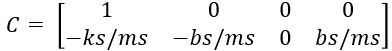 C = [ 1 0 0 0
-ks/ms -bs/ms 0 bs/ms ]